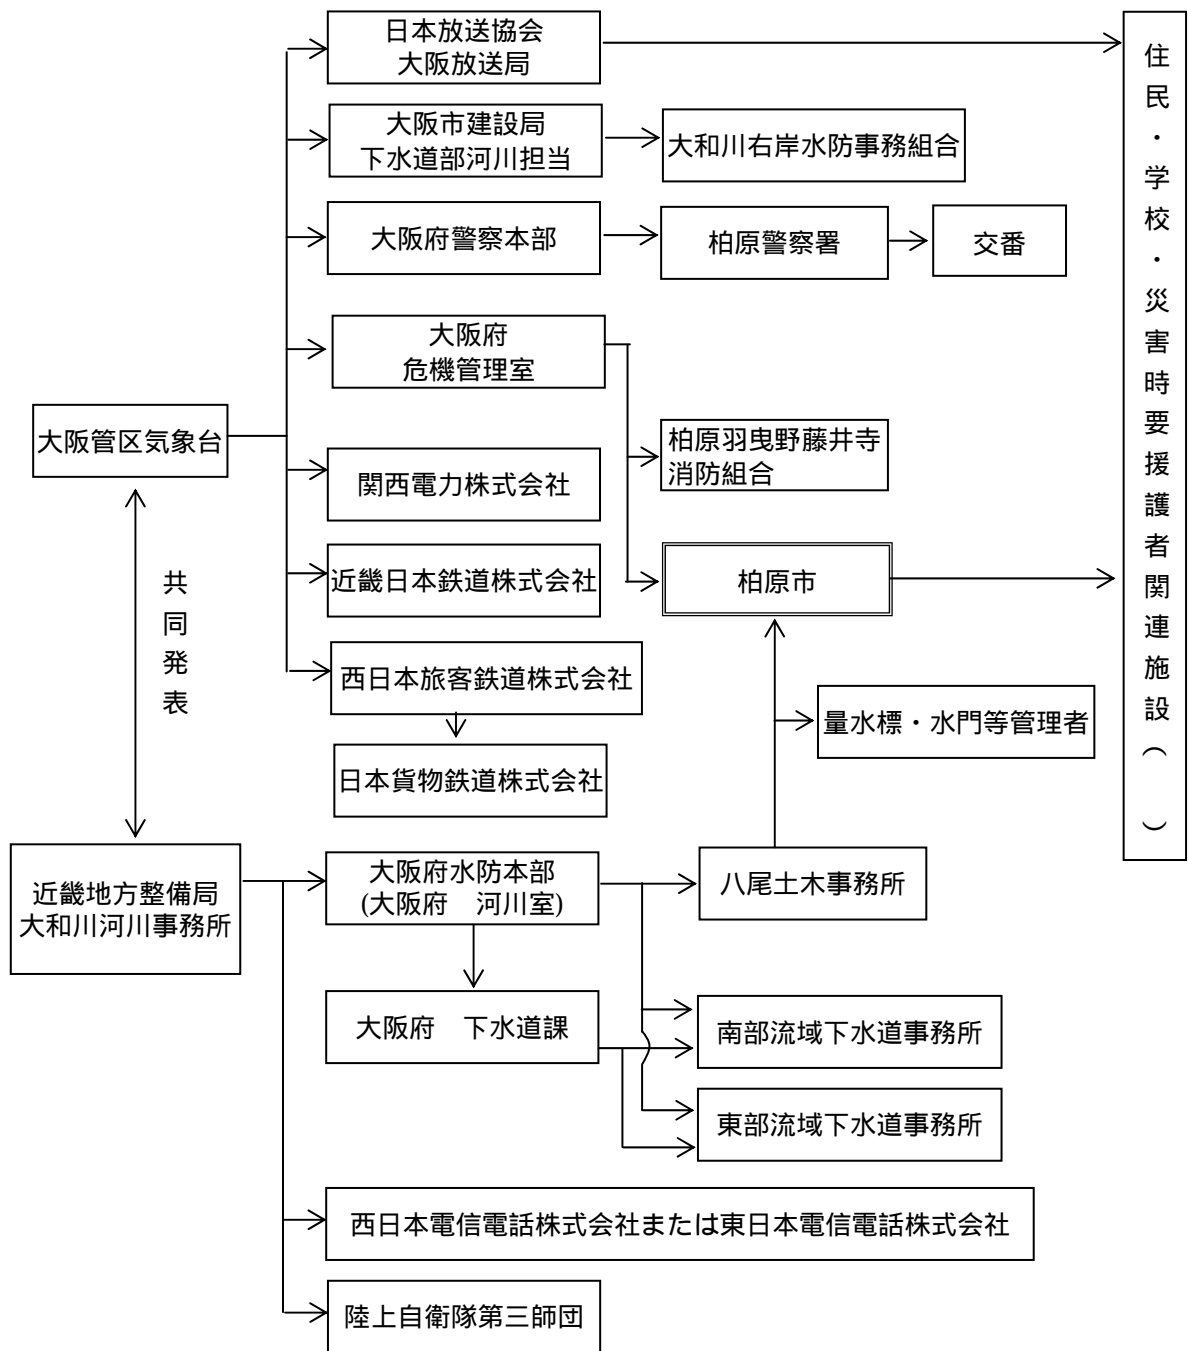 日本放送協会
大阪放送局
大阪市建設局
下水道部河川担当
大和川右岸水防事務組合
大阪府警察本部
柏原警察署
交番
大阪府
危機管理室
大阪管区気象台
柏原羽曳野藤井寺
消防組合
関西電力株式会社
近畿日本鉄道株式会社
柏原市
共同発表
西日本旅客鉄道株式会社
量水標・水門等管理者
日本貨物鉄道株式会社
住民・学校・災害時要援護者関連施設（　）
近畿地方整備局
大和川河川事務所
大阪府水防本部
(大阪府　河川室)
八尾土木事務所
大阪府　下水道課
南部流域下水道事務所
東部流域下水道事務所
西日本電信電話株式会社または東日本電信電話株式会社
陸上自衛隊第三師団